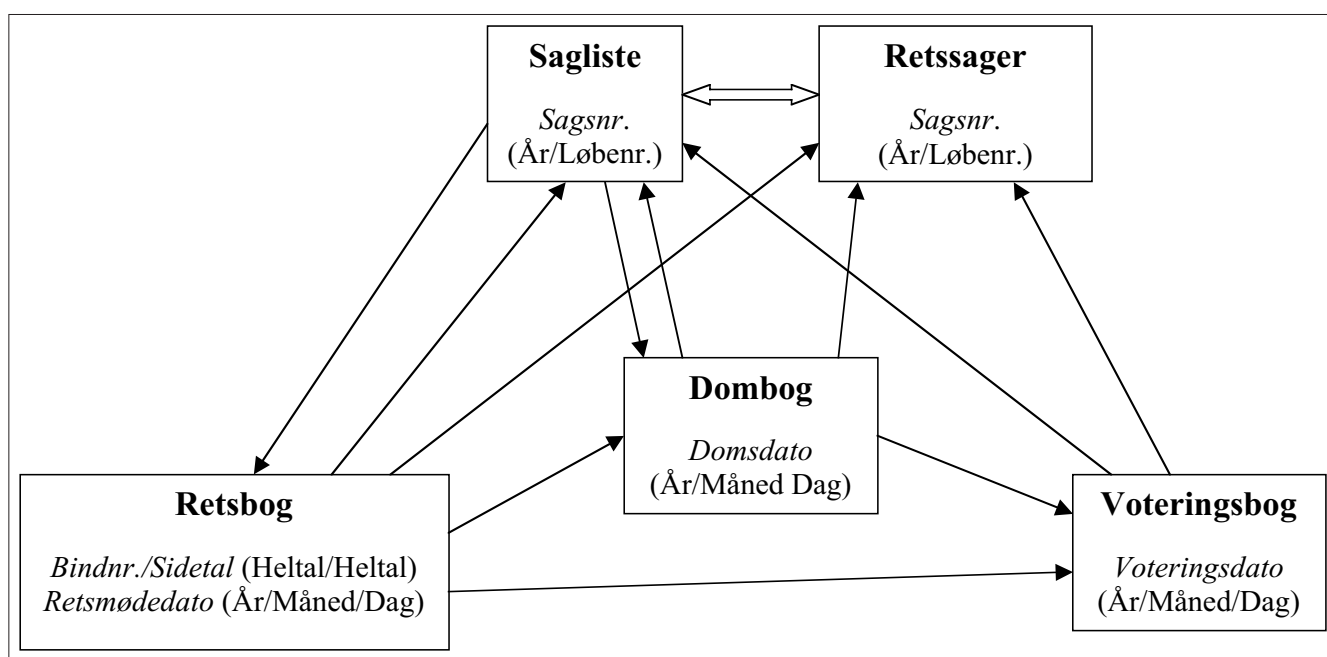 Sagliste
Sagsnr.
(År/Løbenr.)
Retssager
Sagsnr.
(År/Løbenr.)
Dombog
Domsdato
(År/Måned Dag)
Retsbog
Bindnr./Sidetal (Heltal/Heltal)
Retsmødedato (År/Måned/Dag)
Voteringsbog
Voteringsdato
(År/Måned/Dag)